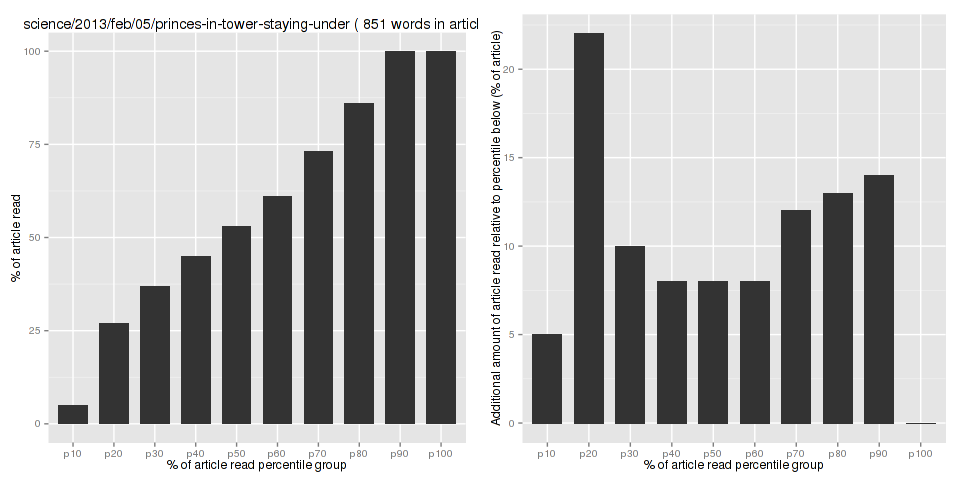 science/2013/feb/05/princes-in-tower-staying-under ( 851 words in articl
% of article read
100
75
50
25
0
p10 p20 p30 p40 p50 p60 p70 p80 p90 p100
% of article read percentile group
Additional amount of article read relative to percentile below (% of article)
20
15
10
5
0
p10 p20 p30 p40 p50 p60 p70 p80 p90 p100
% of article read percentile group